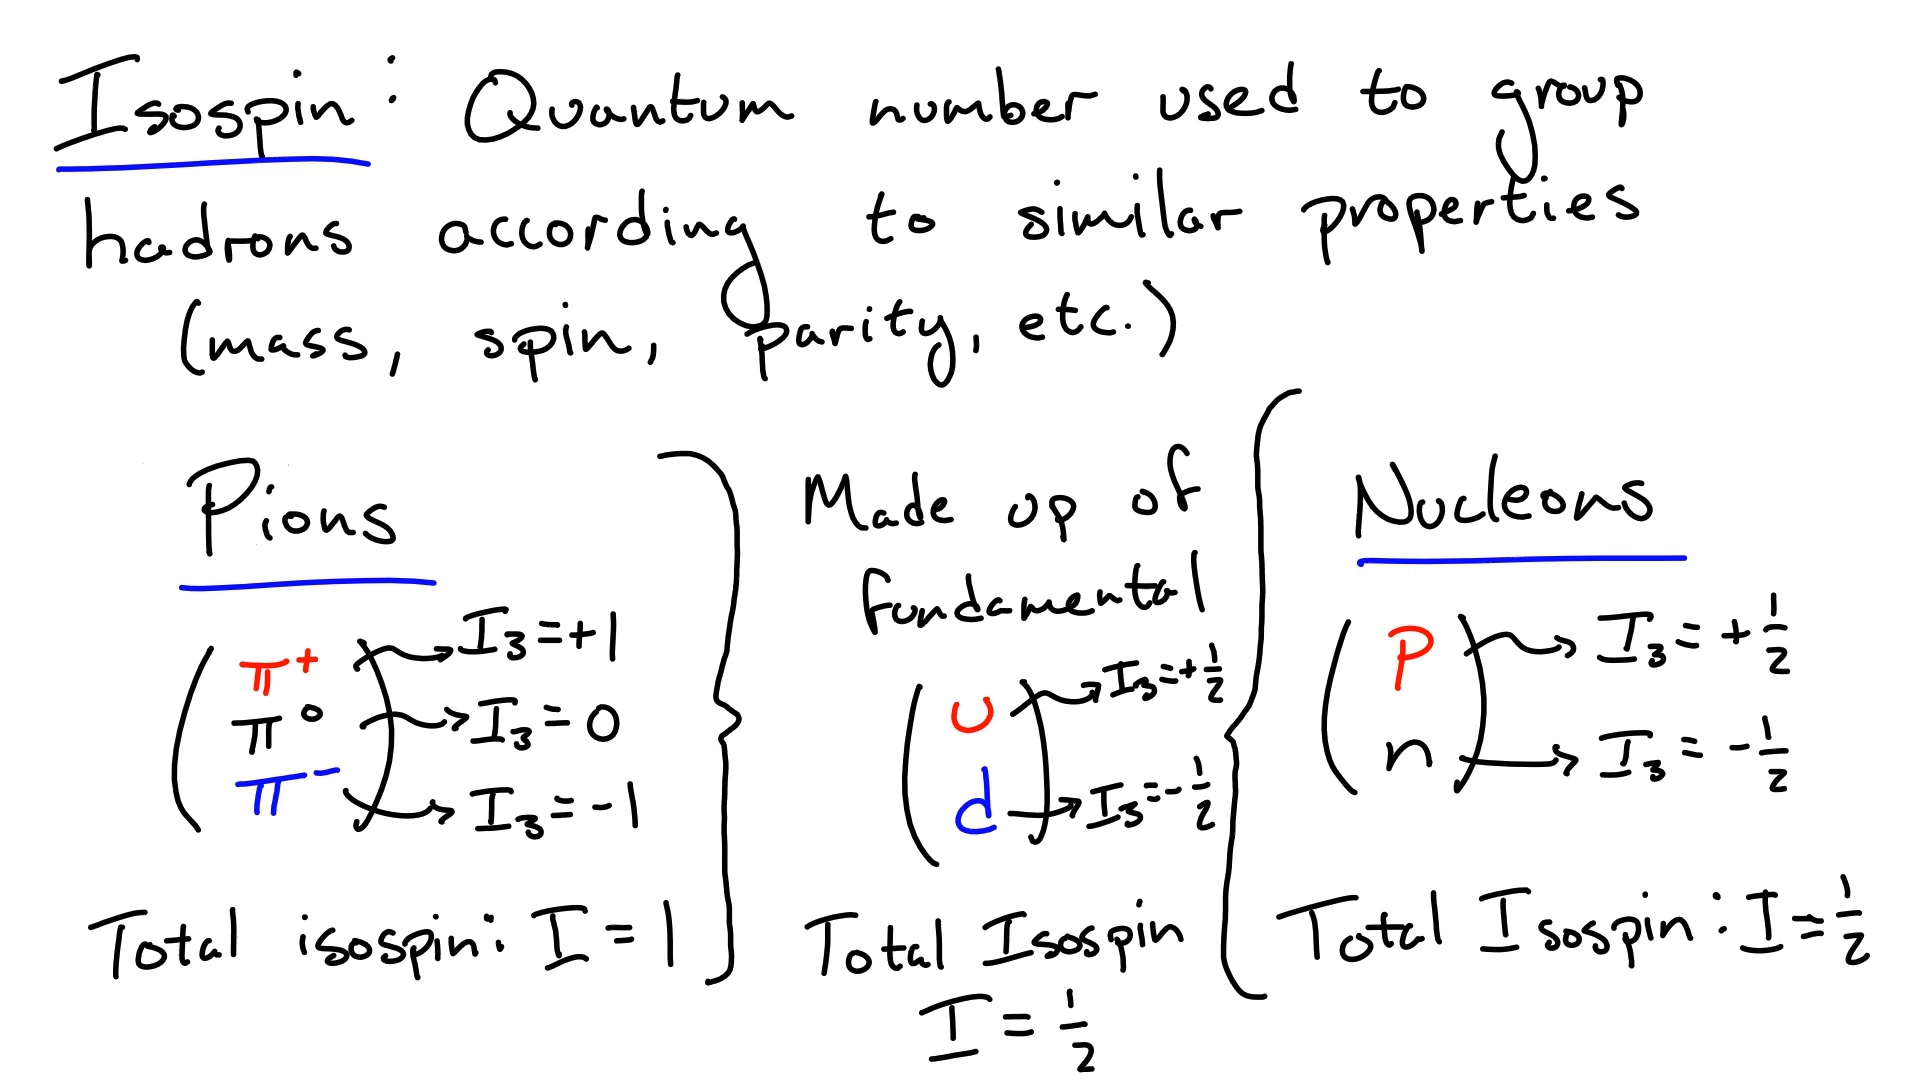 Isospin: Quantum number used to group
hadrons according to similar properties
(mass, spin, parity, etc.)
Pions
π⁺ → I₃ = +1
π⁰ → I₃ = 0
π⁻ → I₃ = -1
Total isospin: I = 1
Made up of
fundamental
u → I₃ = +1/2
d → I₃ = -1/2
Total Isospin
I = 1/2
Nucleons
p → I₃ = +1/2
n → I₃ = -1/2
Total Isospin: I = 1/2